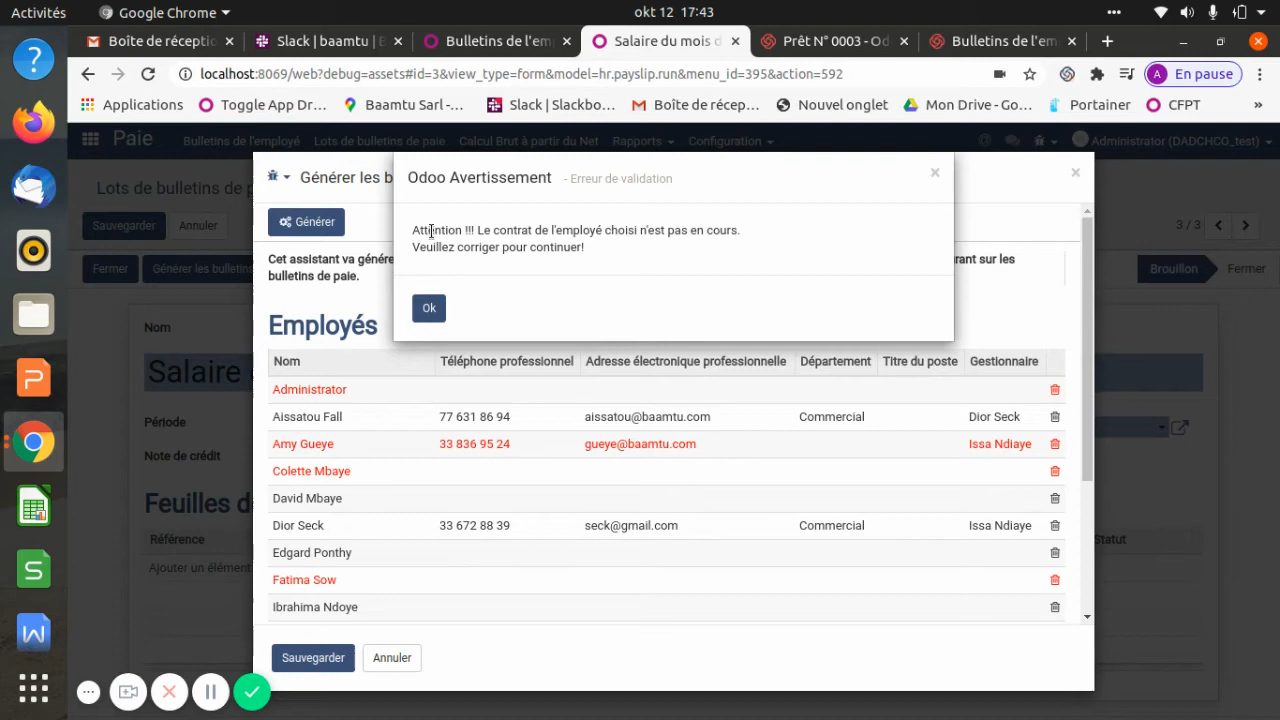 Activités
Google Chrome
okt 12 17:43
Boîte de réceptio
Slack | baamtu | B
Bulletins de l'emp
Salaire du mois d
Prêt N° 0003 - Od
Bulletins de l'em
localhost:8069/web?debug=assets#id=3&view_type=form&model=hr.payslip.run&menu_id=395&action=592
A
En pause
Applications
Toggle App Dr…
Baamtu Sarl -…
Slack | Slackbo…
Boîte de récep…
Nouvel onglet
Mon Drive - Go…
Portainer
CFPT
»
Paie
Bulletins de l'employé
Lots de bulletins de paie
Calcul Brut à partir du Net
Rapports
Configuration
Administrator (DADCHCO_test)
Lots de bulletins de p
Sauvegarder
Annuler
3 / 3
Fermer
Générer les bulletins
Brouillon
Fermer
Nom
Salaire
Période
Note de crédit
Feuilles d
Référence
Statut
Ajouter un élément
Générer les b
Générer
Cet assistant va génére
rant sur les
bulletins de paie.
Odoo Avertissement - Erreur de validation
Attention !!! Le contrat de l'employé choisi n'est pas en cours.
Veuillez corriger pour continuer!
Ok
Employés
Nom Téléphone professionnel Adresse électronique professionnelle Département Titre du poste Gestionnaire
Administrator
Aissatou Fall 77 631 86 94 aissatou@baamtu.com Commercial Dior Seck
Amy Gueye 33 836 95 24 gueye@baamtu.com Issa Ndiaye
Colette Mbaye
David Mbaye
Dior Seck 33 672 88 39 seck@gmail.com Commercial Issa Ndiaye
Edgard Ponthy
Fatima Sow
Ibrahima Ndoye
Sauvegarder
Annuler